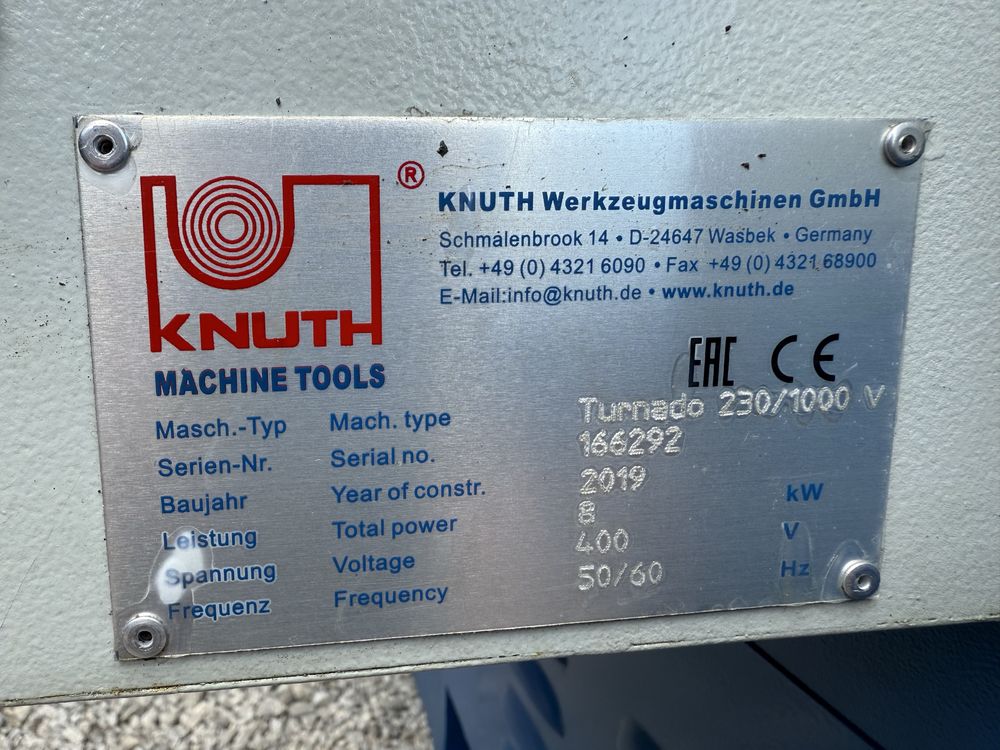 ®
KNUTH
MACHINE TOOLS
KNUTH Werkzeugmaschinen GmbH
Schmalenbrook 14 • D-24647 Wasbek • Germany
Tel. +49 (0) 4321 6090 • Fax +49 (0) 4321 68900
E-Mail:info@knuth.de • www.knuth.de
EAC CE
Masch.-Typ Mach. type Turnado 230/1000 V
Serien-Nr. Serial no. 166292
Baujahr Year of constr. 2019
Leistung Total power 8 kW
Spannung Voltage 400 V
Frequenz Frequency 50/60 Hz